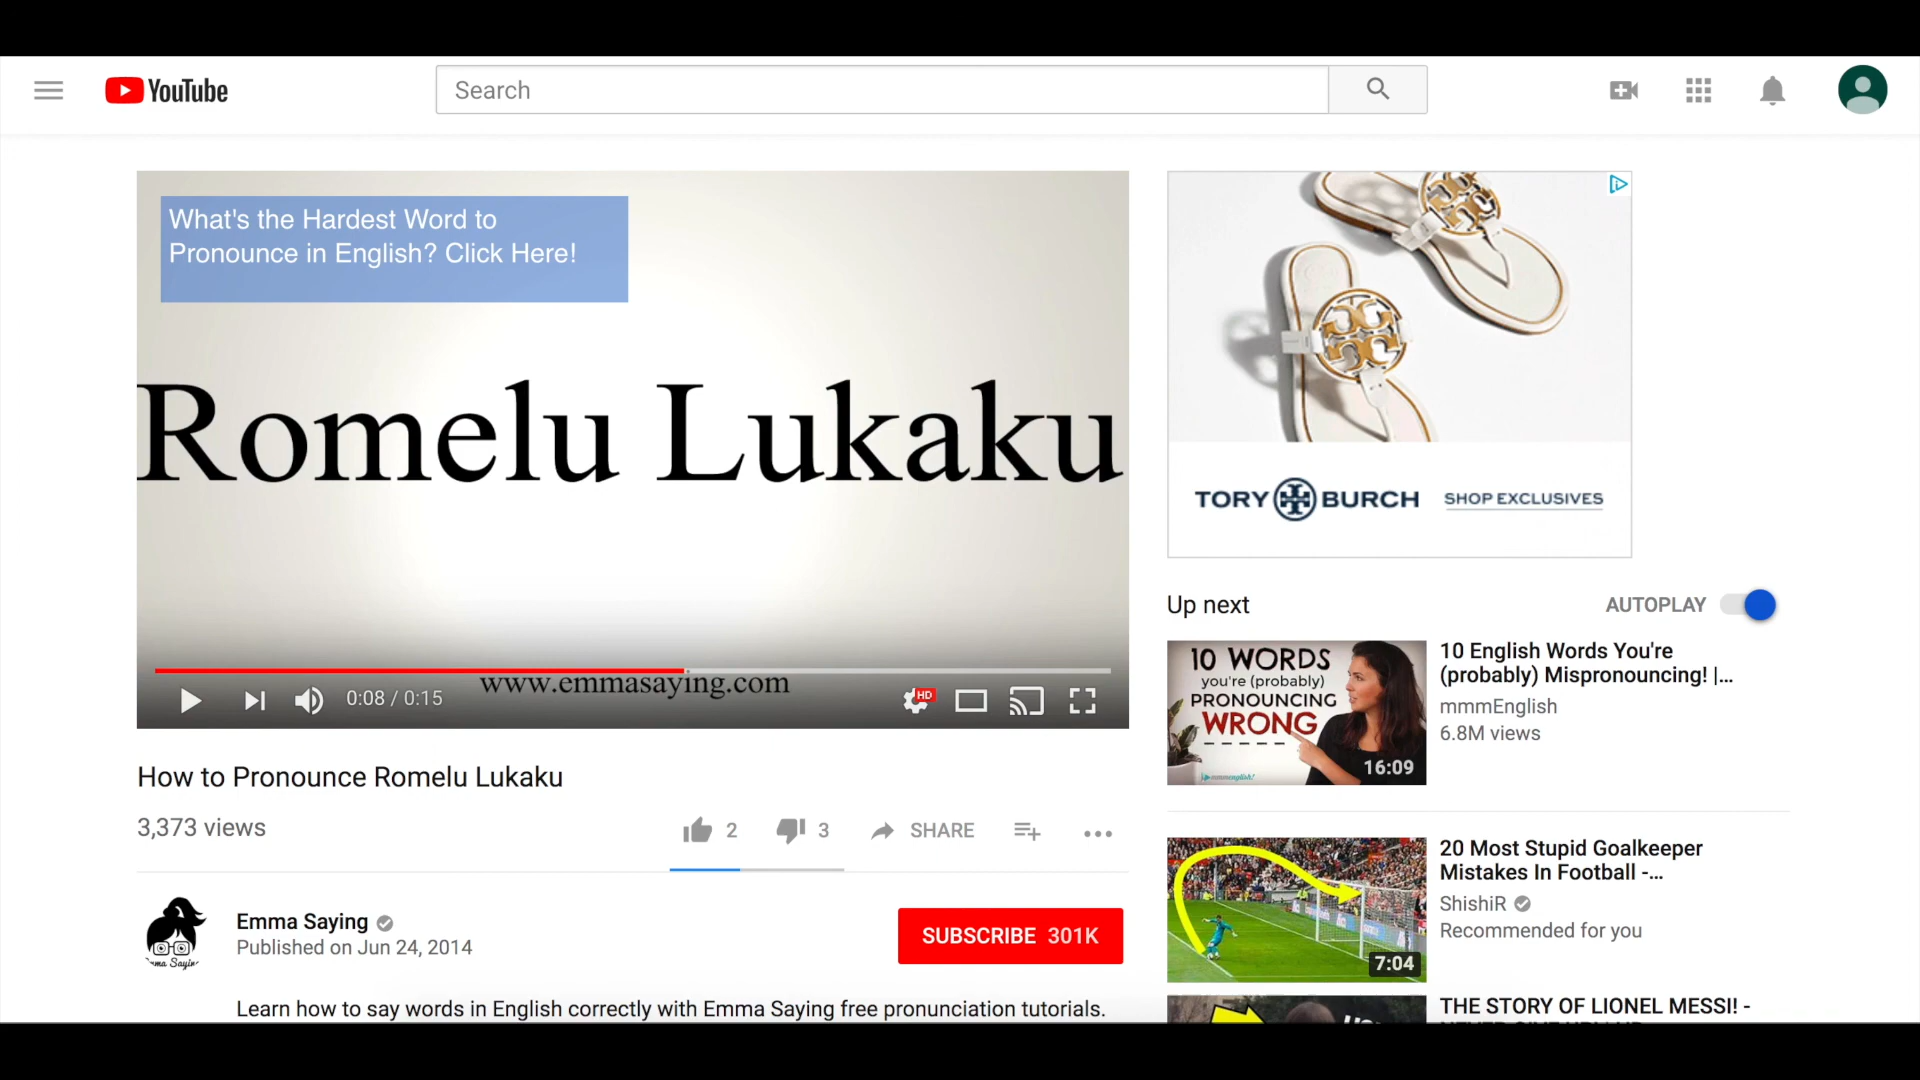 YouTube
Search
What's the Hardest Word to
Pronounce in English? Click Here!
Romelu Lukaku
www.emmasaying.com
0:08 / 0:15
HD
How to Pronounce Romelu Lukaku
3,373 views
2
3
SHARE
Emma Saying
Published on Jun 24, 2014
SUBSCRIBE 301K
Learn how to say words in English correctly with Emma Saying free pronunciation tutorials.
TORY BURCH
SHOP EXCLUSIVES
Up next
AUTOPLAY
10 WORDS
you're (probably)
PRONOUNCING
WRONG
16:09
10 English Words You're
(probably) Mispronouncing! |...
mmmEnglish
6.8M views
7:04
20 Most Stupid Goalkeeper
Mistakes In Football -...
ShishiR
Recommended for you
THE STORY OF LIONEL MESSI! -